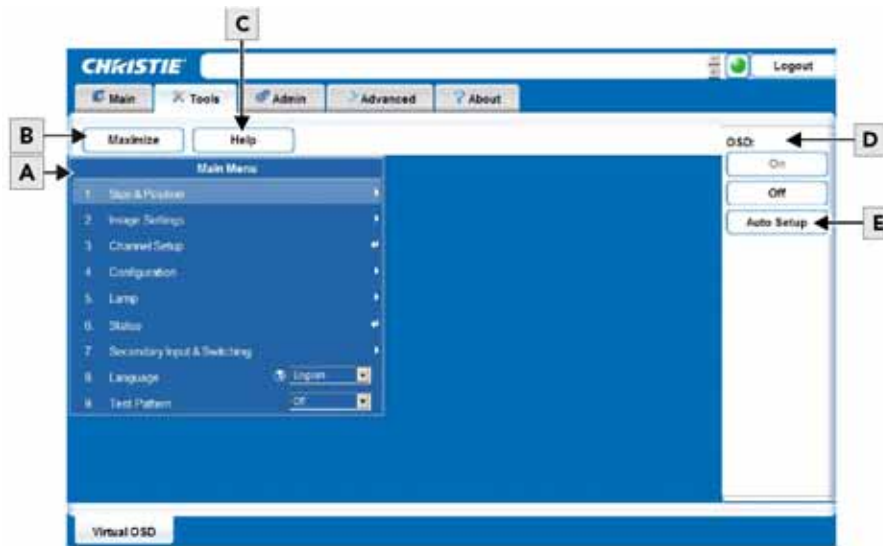 C
CHRISTIE
Logout
Main
Tools
Admin
Advanced
About
B
Maximize
Help
OSD:
D
A
Main Menu
On
1. Size & Position
Off
2. Image Settings
Auto Setup
E
3. Channel Setup
4. Configuration
5. Lamp
6. Status
7. Secondary Input & Switching
8. Language
English
9. Test Pattern
Off
Virtual OSD